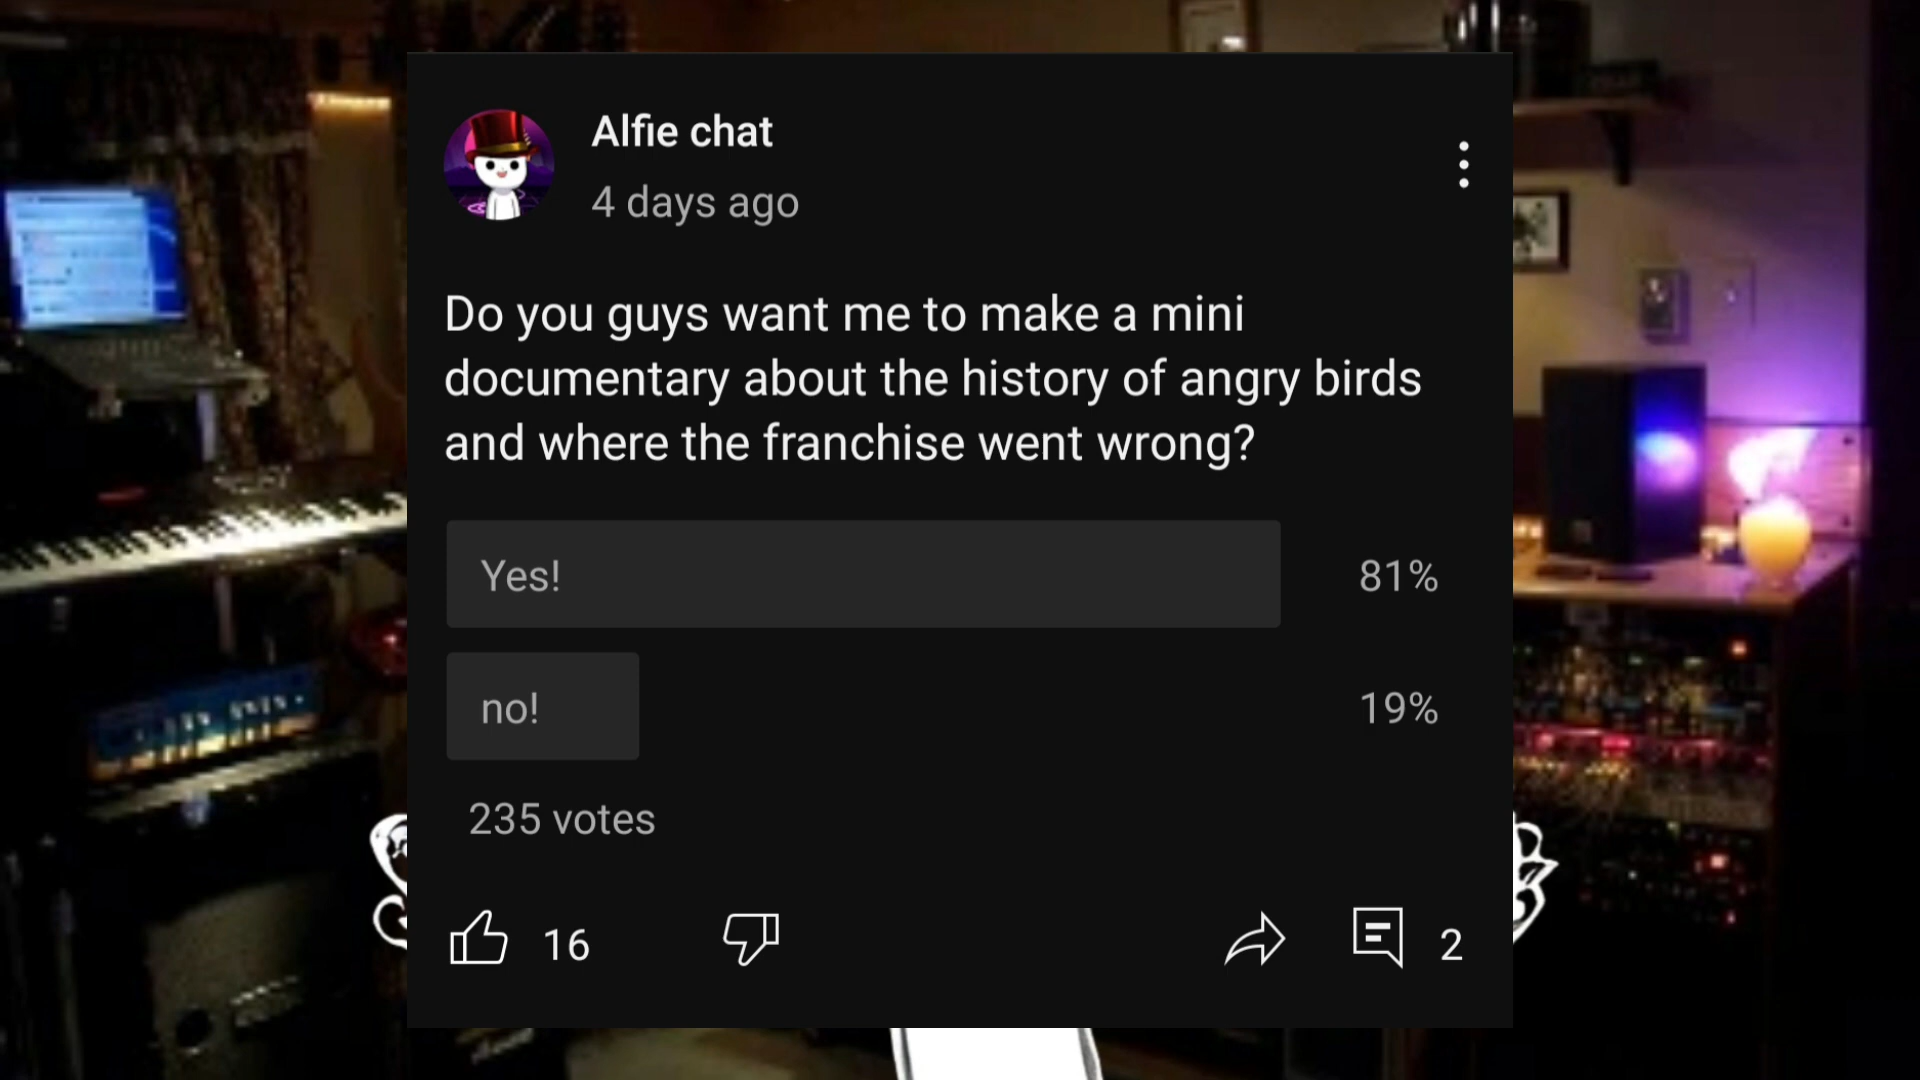 Alfie chat
4 days ago
Do you guys want me to make a mini
documentary about the history of angry birds
and where the franchise went wrong?
Yes!
81%
no!
19%
235 votes
16
2